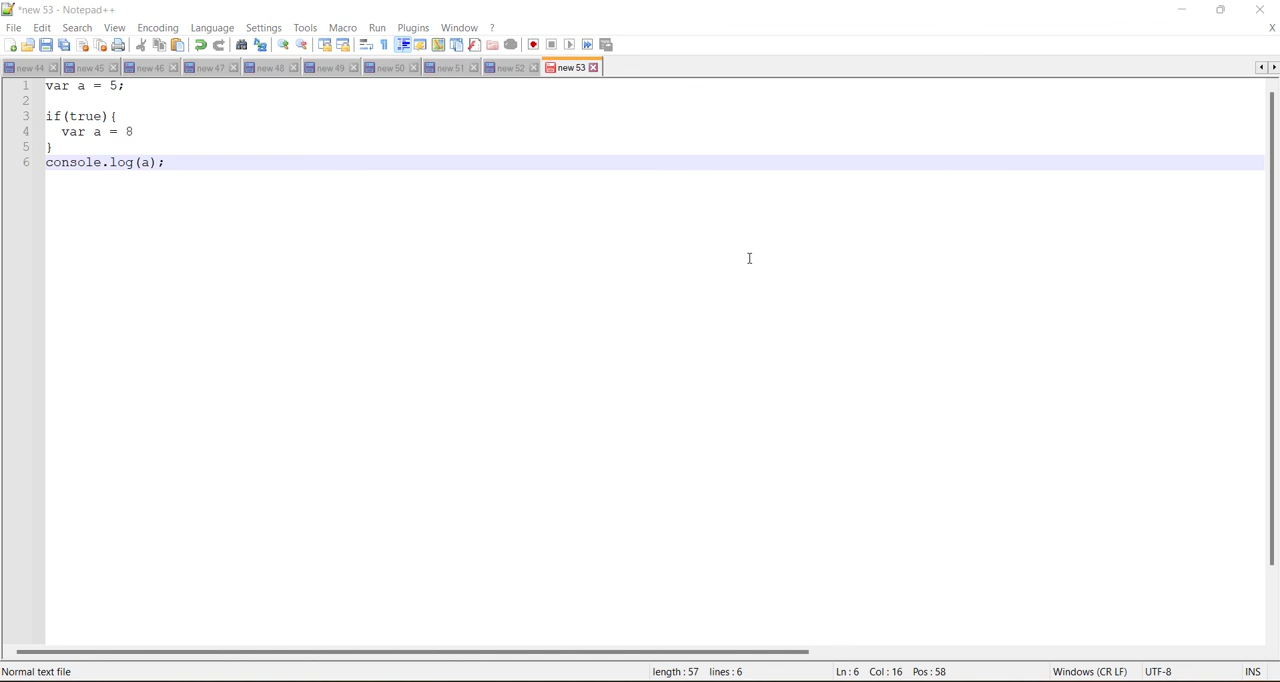 *new 53 - Notepad++
File Edit Search View Encoding Language Settings Tools Macro Run Plugins Window ? X
new 44 new 45 new 46 new 47 new 48 new 49 new 50 new 51 new 52 new 53
1 var a = 5;
2
3 if(true){
4   var a = 8
5 }
6 console.log(a);
Normal text file length : 57 lines : 6 Ln : 6 Col : 16 Pos : 58 Windows (CR LF) UTF-8 INS